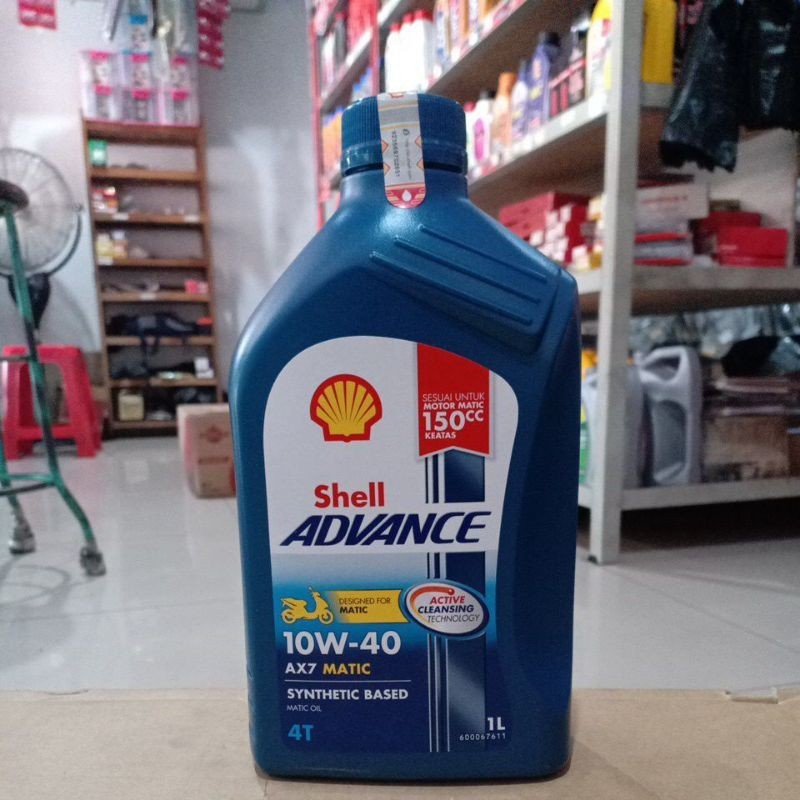 SESUAI UNTUK
MOTOR MATIC
150CC
KEATAS
Shell
ADVANCE
DESIGNED FOR
MATIC
ACTIVE
CLEANSING
TECHNOLOGY
10W-40
AX7 MATIC
SYNTHETIC BASED
MATIC OIL
4T
1L
600067611